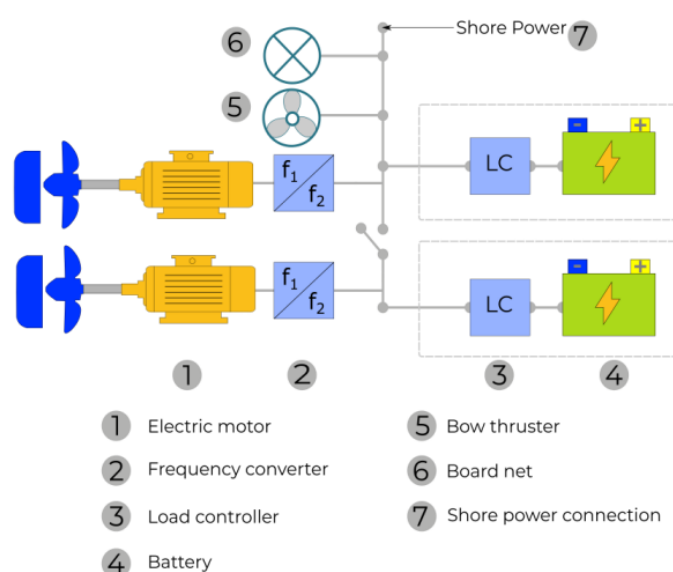 6
Shore Power 7
5
- +
LC
f1
f2
- +
LC
f1
f2
1 2 3 4
1 Electric motor
2 Frequency converter
3 Load controller
4 Battery
5 Bow thruster
6 Board net
7 Shore power connection